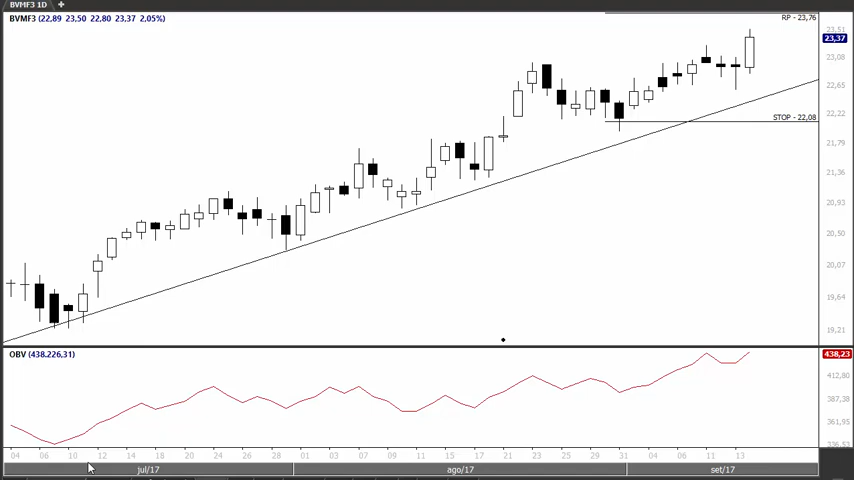 BVMF3 1D +
BVMF3 (22,89 23,50 22,80 23,37 2,05%)
RP - 23,76
23,51
23,37
23,08
22,65
STOP - 22,08
22,22
21,79
21,36
20,93
20,50
20,07
19,64
19,21
OBV (438.226,31)
438,23
412,80
387,38
361,95
336,53
04 06 10 12 14 18 20 24 26 28 01 03 07 09 11 15 17 21 23 25 29 31 04 06 11 13
jul/17 ago/17 set/17